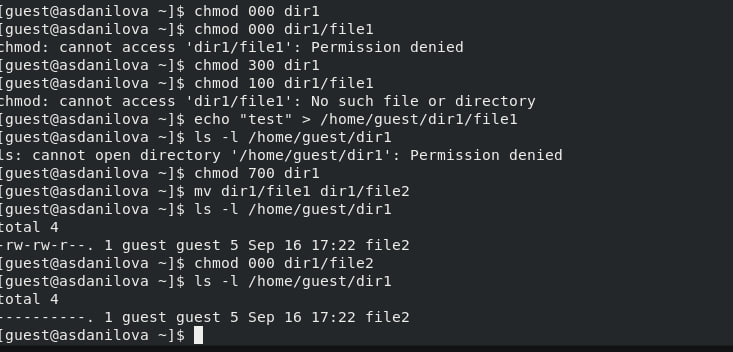 [guest@asdanilova ~]$ chmod 000 dir1
[guest@asdanilova ~]$ chmod 000 dir1/file1
chmod: cannot access 'dir1/file1': Permission denied
[guest@asdanilova ~]$ chmod 300 dir1
[guest@asdanilova ~]$ chmod 100 dir1/file1
chmod: cannot access 'dir1/file1': No such file or directory
[guest@asdanilova ~]$ echo "test" > /home/guest/dir1/file1
[guest@asdanilova ~]$ ls -l /home/guest/dir1
ls: cannot open directory '/home/guest/dir1': Permission denied
[guest@asdanilova ~]$ chmod 700 dir1
[guest@asdanilova ~]$ mv dir1/file1 dir1/file2
[guest@asdanilova ~]$ ls -l /home/guest/dir1
total 4
-rw-rw-r--. 1 guest guest 5 Sep 16 17:22 file2
[guest@asdanilova ~]$ chmod 000 dir1/file2
[guest@asdanilova ~]$ ls -l /home/guest/dir1
total 4
----------. 1 guest guest 5 Sep 16 17:22 file2
[guest@asdanilova ~]$